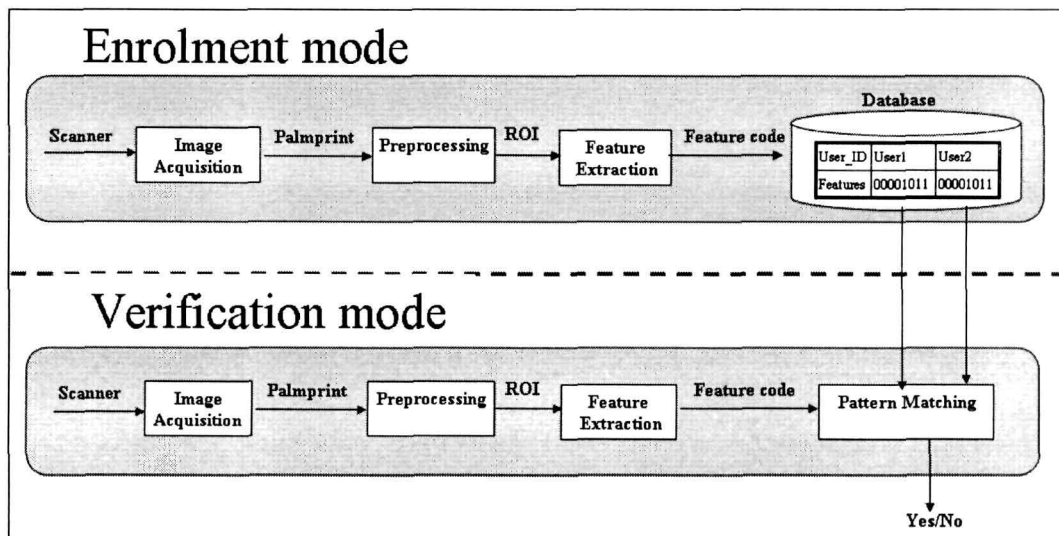 Enrolment mode
Database
Scanner
Image
Acquisition
Palmprint
Preprocessing
ROI
Feature
Extraction
Feature code
User_ID User1 User2
Features 00001011 00001011
Verification mode
Scanner
Image
Acquisition
Palmprint
Preprocessing
ROI
Feature
Extraction
Feature code
Pattern Matching
Yes/No